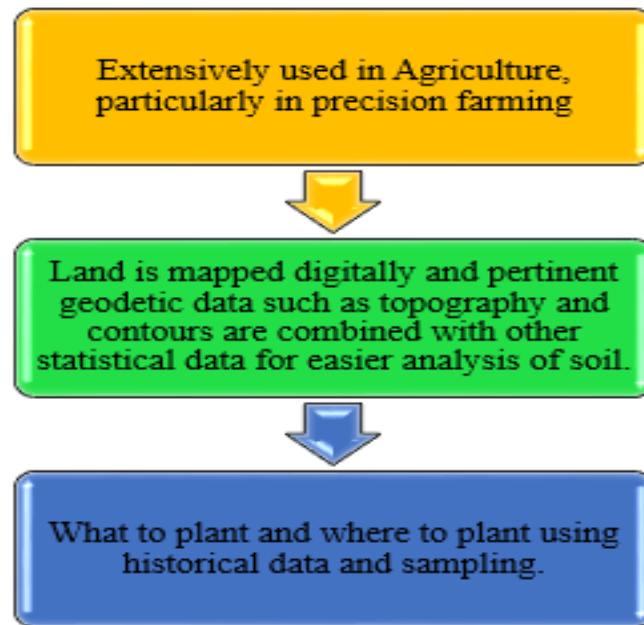 Extensively used in Agriculture,
particularly in precision farming
Land is mapped digitally and pertinent
geodetic data such as topography and
contours are combined with other
statistical data for easier analysis of soil.
What to plant and where to plant using
historical data and sampling.